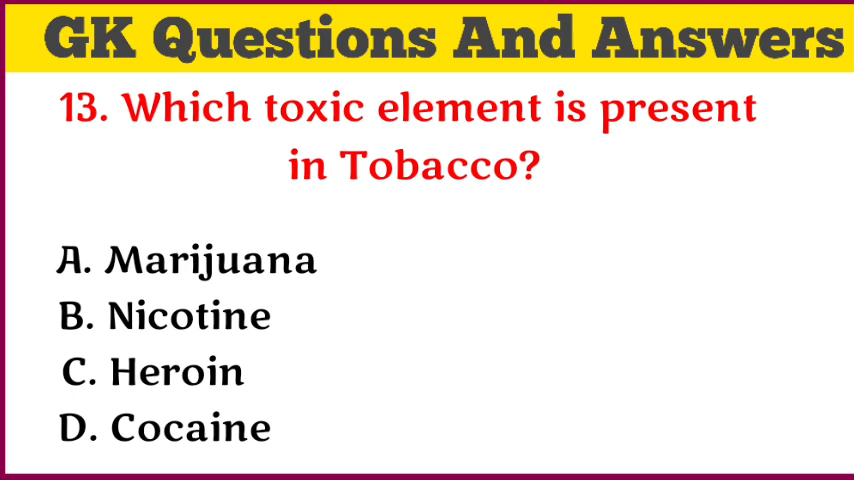 GK Questions And Answers
13. Which toxic element is present
in Tobacco?
A. Marijuana
B. Nicotine
C. Heroin
D. Cocaine